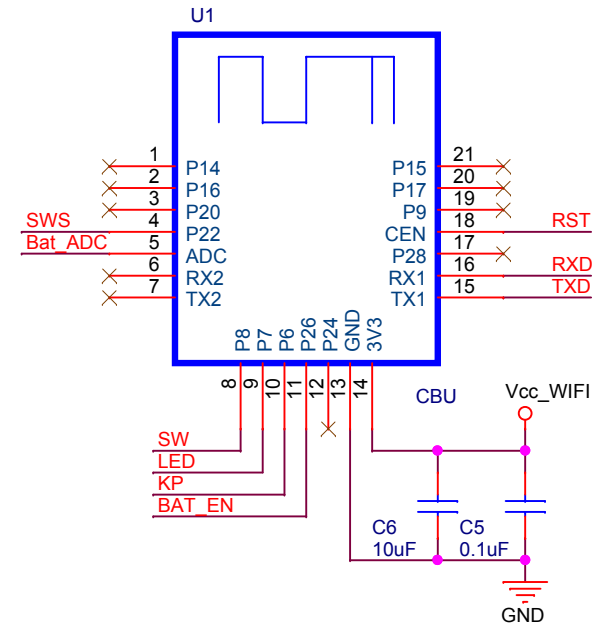 U1
1 P14 P15 21
2 P16 P17 20
3 P20 P9 19
SWS 4 P22 CEN 18 RST
Bat_ADC 5 ADC P28 17
6 RX2 RX1 16 RXD
7 TX2 TX1 15 TXD
P8 P7 P6 P26 P24 GND 3V3
8 9 10 11 12 13 14
CBU
Vcc_WIFI
SW
LED
KP
BAT_EN
C6 C5
10uF 0.1uF
GND